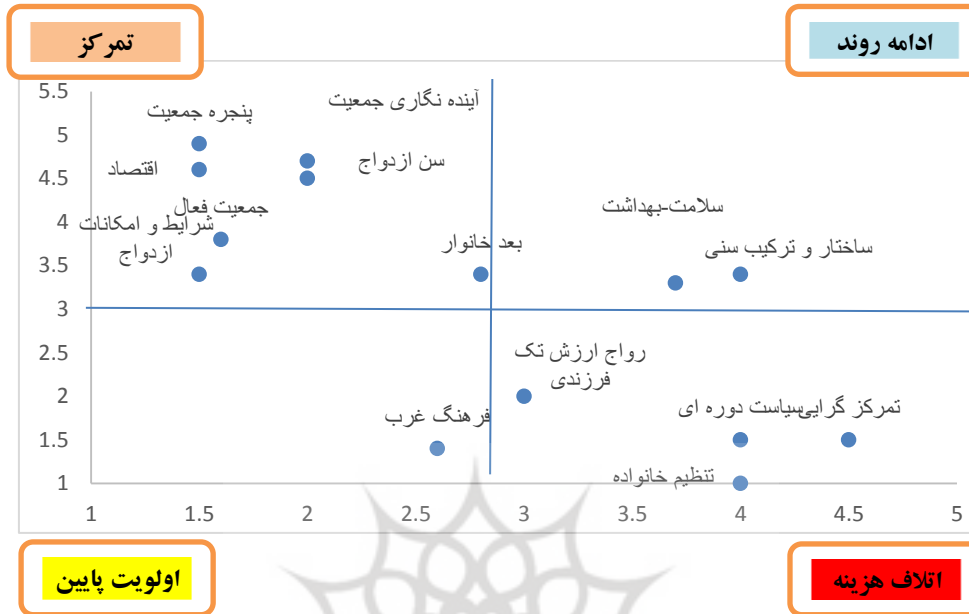 تمرکز
ادامه روند
5.5
آینده نگاری جمعیت
پنجره جمعیت
5
سن ازدواج
اقتصاد
4.5
جمعیت فعال
سلامت-بهداشت
4
شرایط و امکانات
ازدواج
بعد خانوار
ساختار و ترکیب سنی
3.5
3
2.5
رواج ارزش تک
فرزندی
2
فرهنگ غرب
سیاست دوره ای
تمرکز گرایی
1.5
تنظیم خانواده
1
1 1.5 2 2.5 3 3.5 4 4.5 5
اولویت پایین
اتلاف هزینه